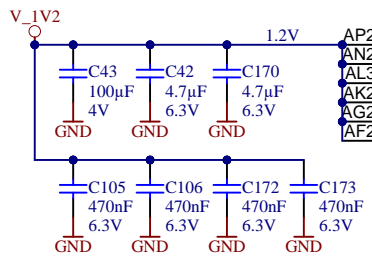 V_1V2
1.2V
AP2
AN2
AL3
AK2
AG2
AF2
C43
100µF
4V
GND
C42
4.7µF
6.3V
GND
C170
4.7µF
6.3V
GND
C105
470nF
6.3V
GND
C106
470nF
6.3V
GND
C172
470nF
6.3V
GND
C173
470nF
6.3V
GND